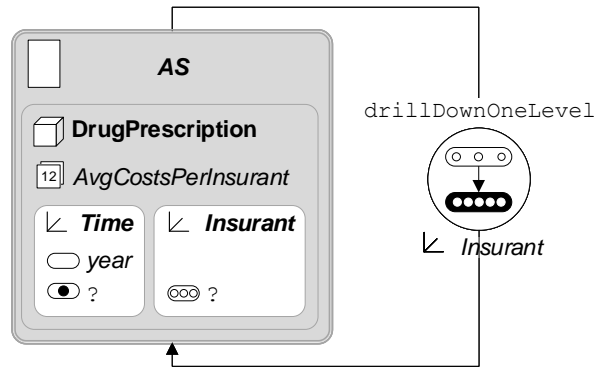 AS
drillDownOneLevel
DrugPrescription
12 AvgCostsPerInsurant
Time
Insurant
year
?
?
Insurant